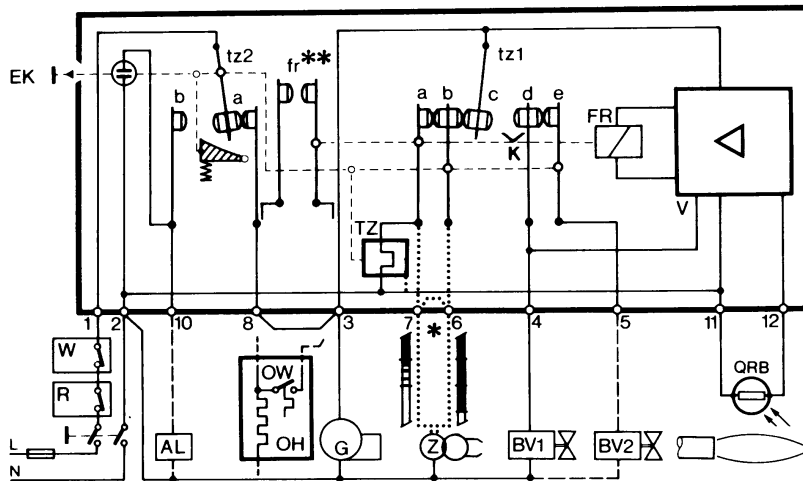 tz2
fr**
tz1
EK
b
a
a
b
c
d
e
FR
K
V
TZ
1
2
10
8
3
7
*
6
4
5
11
12
W
R
QRB
OW
L
N
AL
OH
G
Z
BV1
BV2